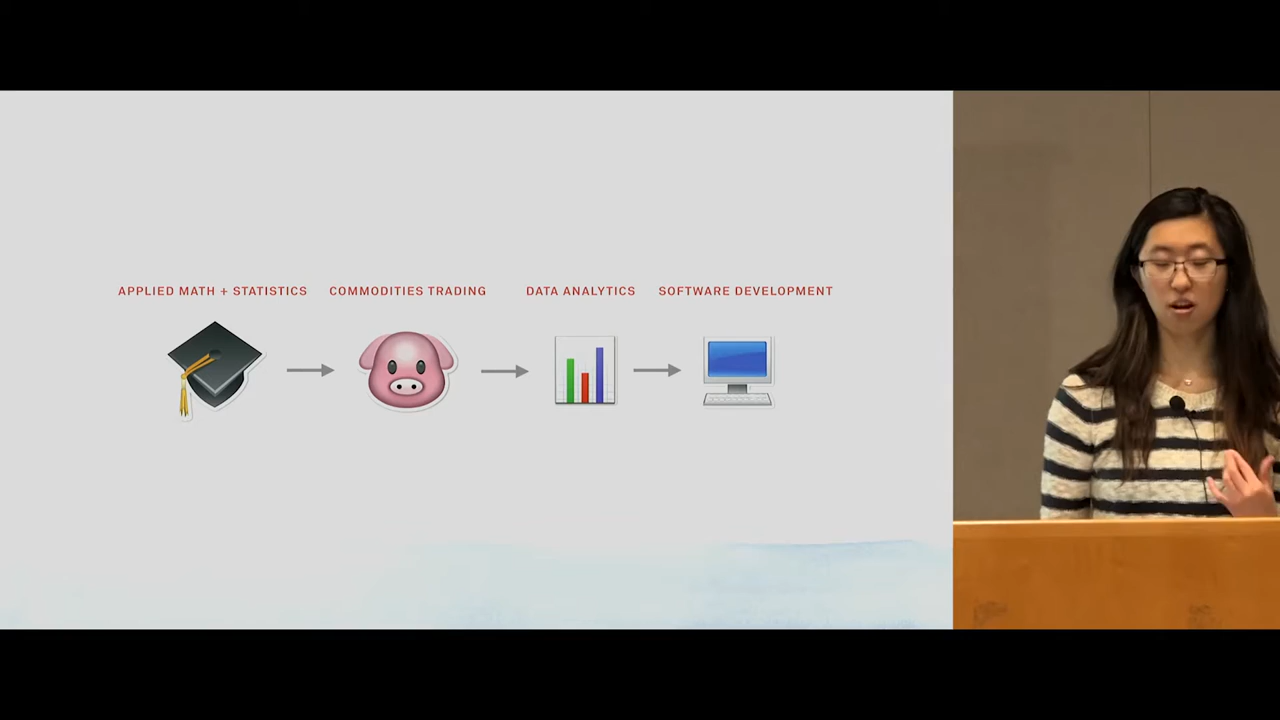 APPLIED MATH + STATISTICS
COMMODITIES TRADING
DATA ANALYTICS
SOFTWARE DEVELOPMENT